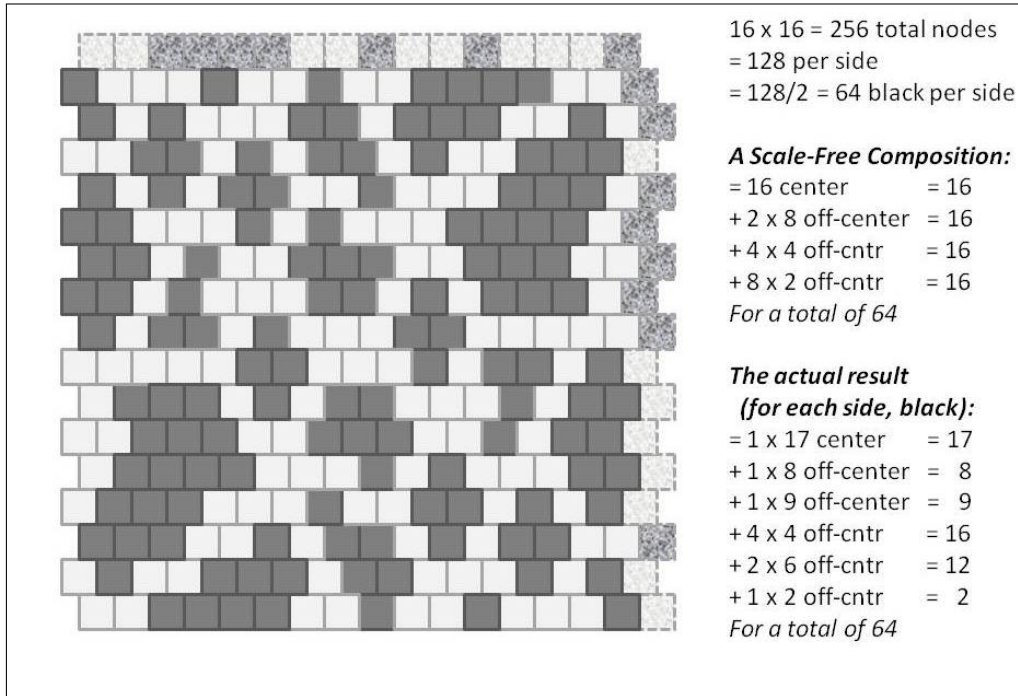 16 x 16 = 256 total nodes
= 128 per side
= 128/2 = 64 black per side
A Scale-Free Composition:
= 16 center = 16
+ 2 x 8 off-center = 16
+ 4 x 4 off-cntr = 16
+ 8 x 2 off-cntr = 16
For a total of 64
The actual result
(for each side, black):
= 1 x 17 center = 17
+ 1 x 8 off-center = 8
+ 1 x 9 off-center = 9
+ 4 x 4 off-cntr = 16
+ 2 x 6 off-cntr = 12
+ 1 x 2 off-cntr = 2
For a total of 64